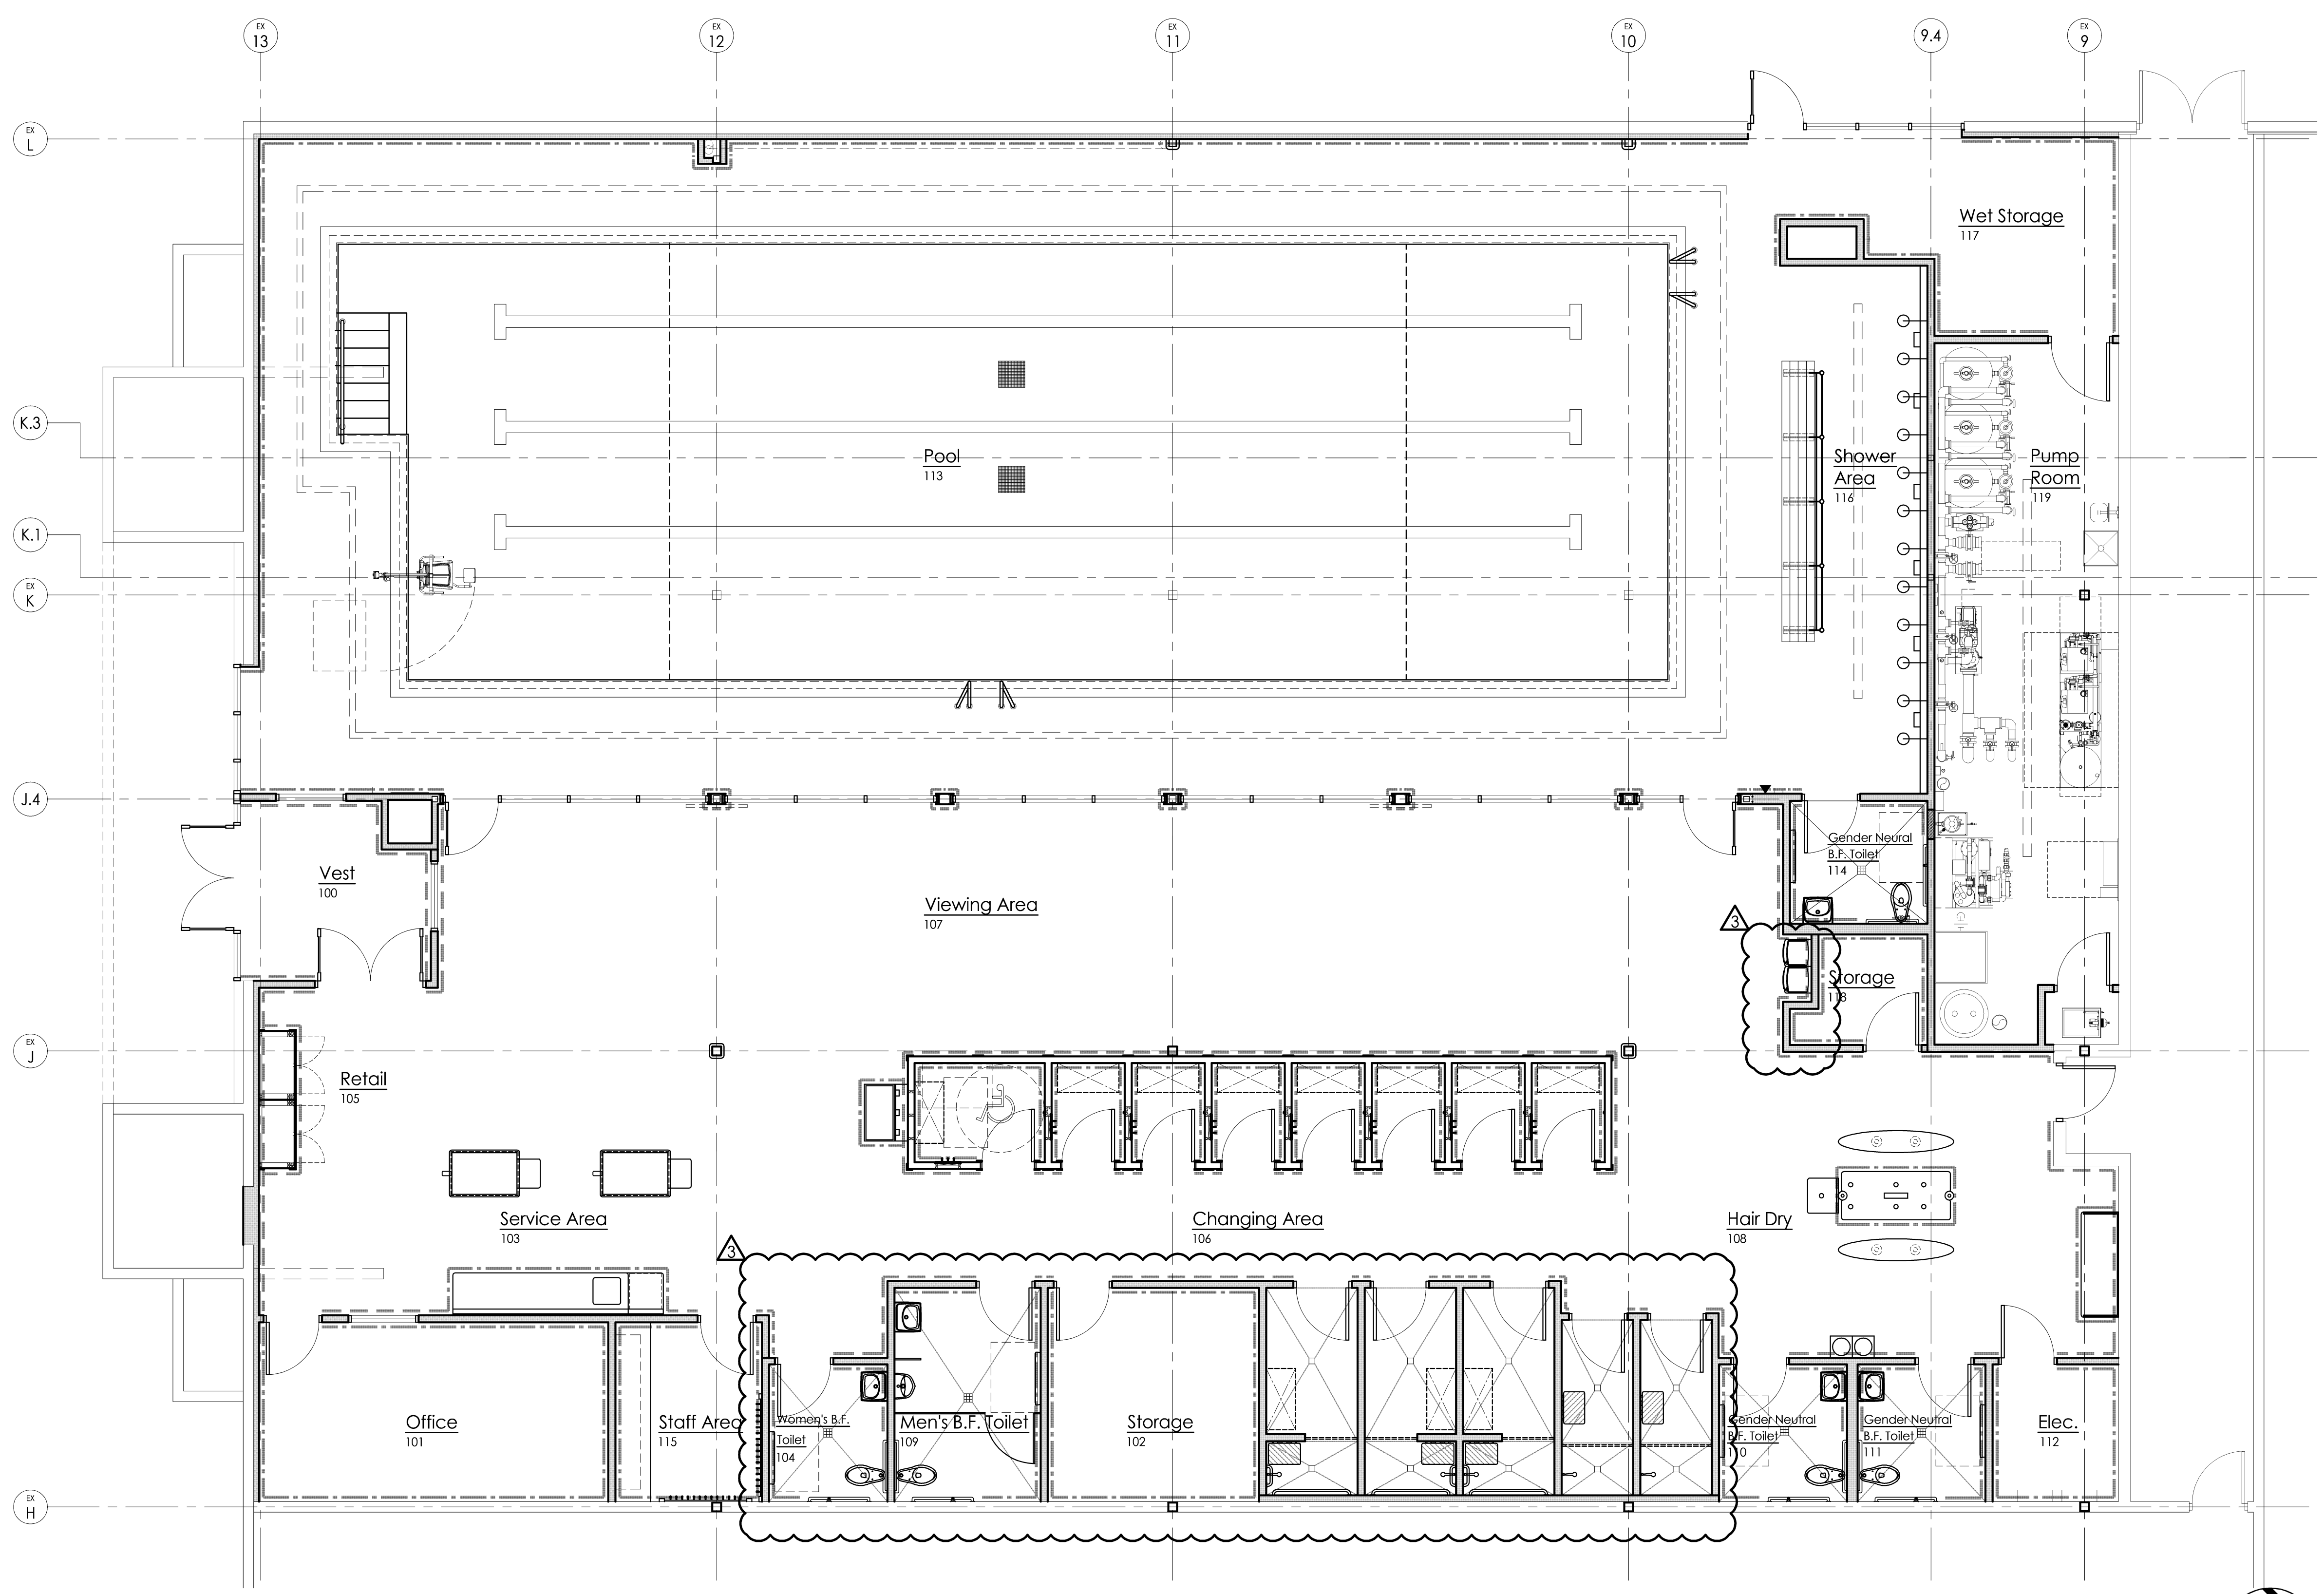 EX
13
EX
12
EX
11
EX
10
9.4
EX
9
EX
L
Wet Storage
117
K.3
Pool
113
Shower
Area
116
Pump
Room
119
K.1
EX
K
J.4
Gender Neural
B.F. Toilet
114
Vest
100
Viewing Area
107
3
Storage
118
EX
J
Retail
105
Service Area
103
Changing Area
106
Hair Dry
108
3
Office
101
Staff Area
115
Women's B.F.
Toilet
104
Men's B.F. Toilet
109
Storage
102
Gender Neutral
B.F. Toilet
110
Gender Neutral
B.F. Toilet
111
Elec.
112
EX
H